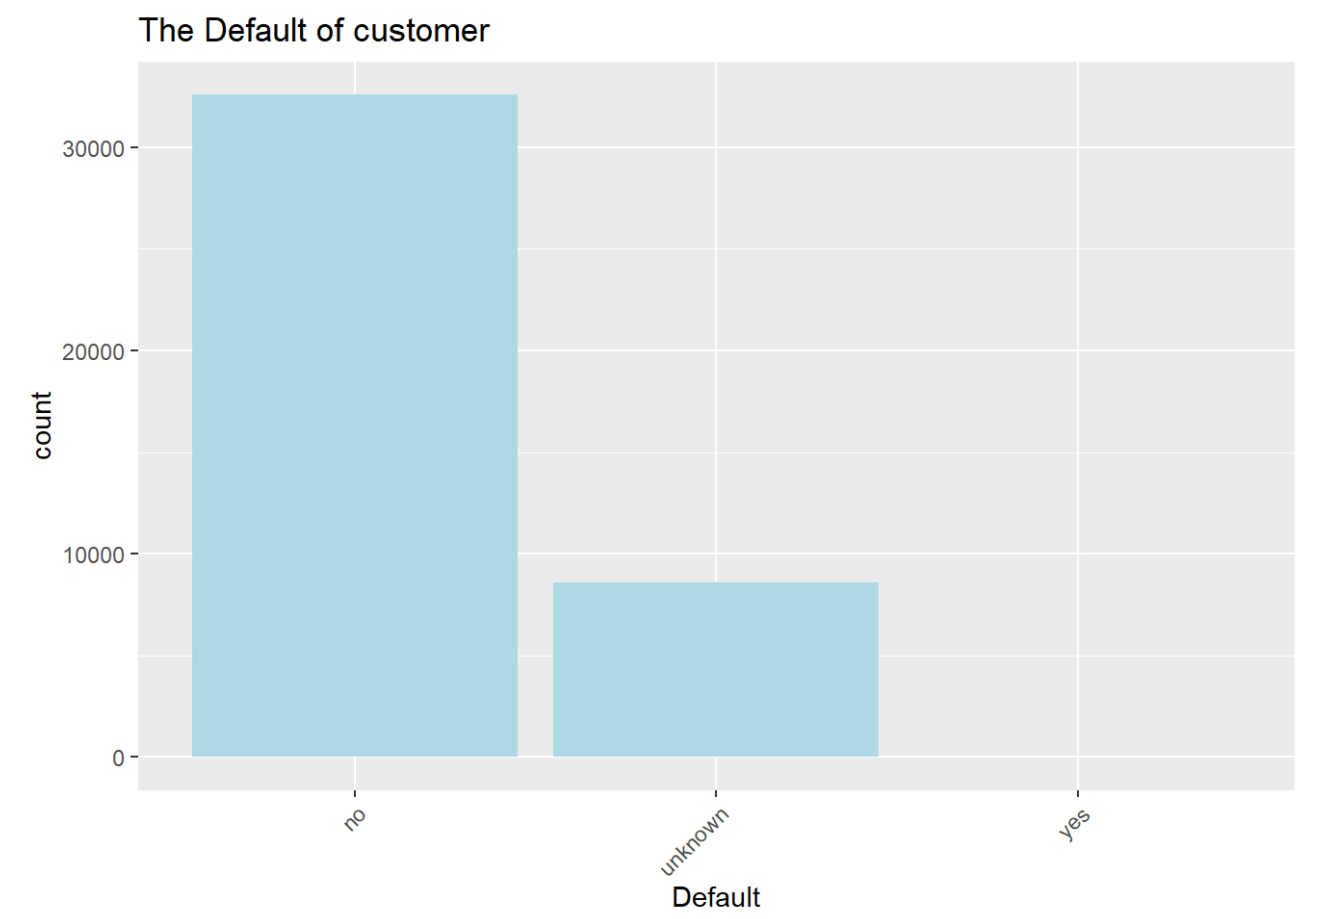 The Default of customer
30000
20000
10000
0
count
no
unknown
yes
Default